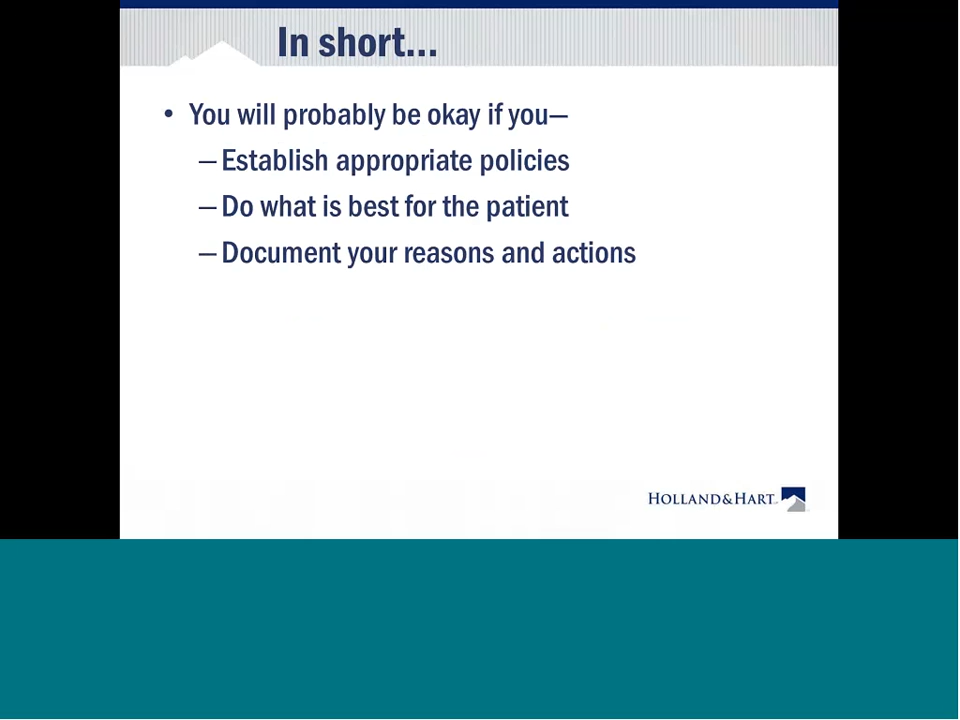 In short...
• You will probably be okay if you—
—Establish appropriate policies
—Do what is best for the patient
—Document your reasons and actions
HOLLAND&HART